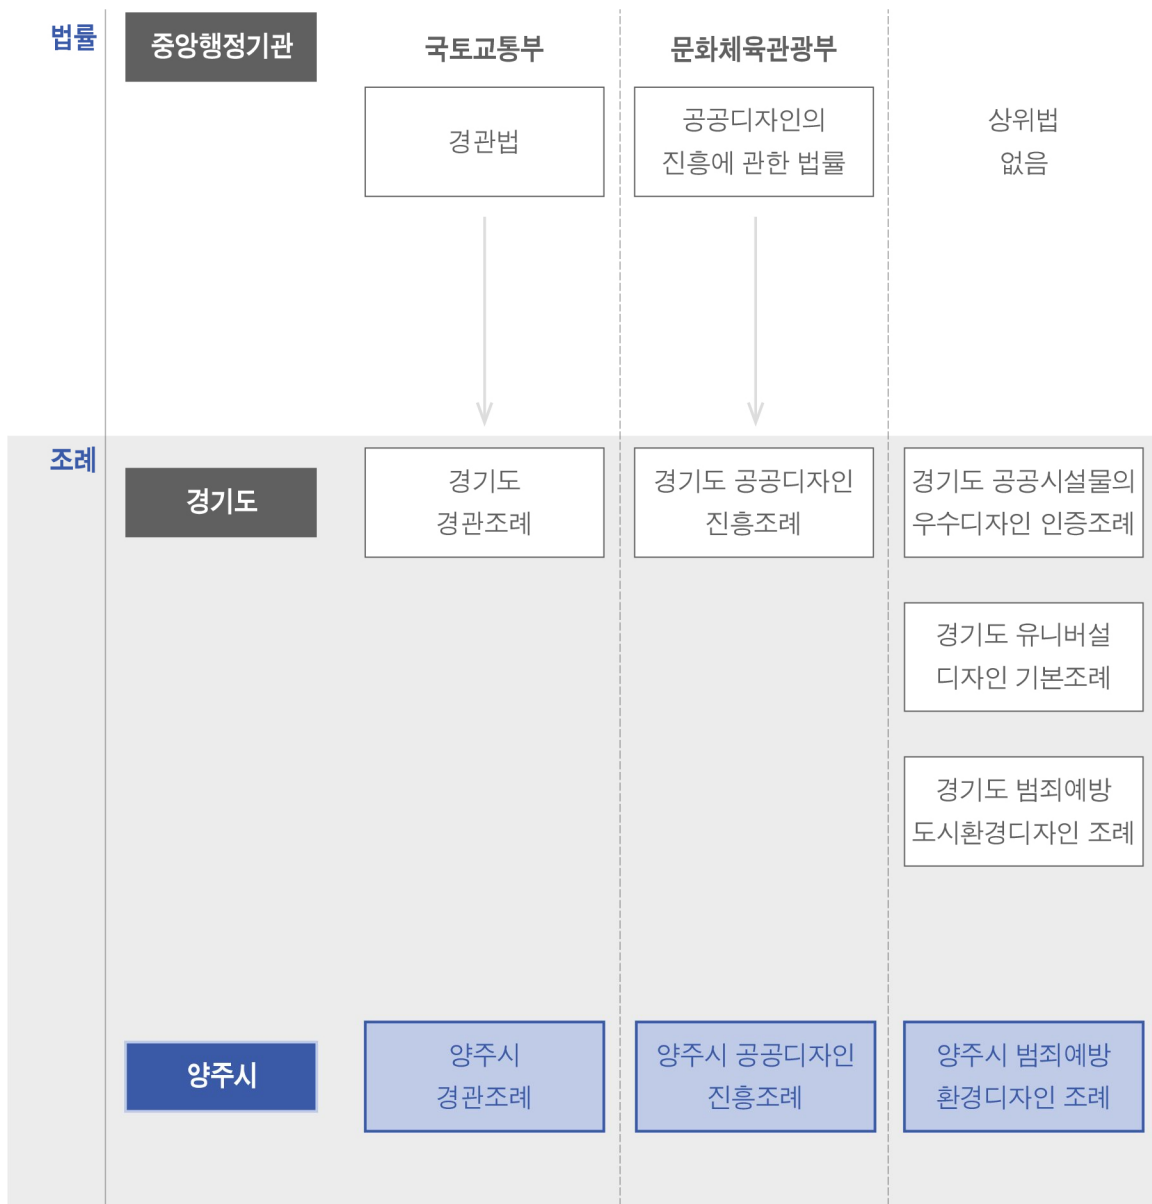 법률
중앙행정기관
국토교통부
문화체육관광부
경관법
공공디자인의
진흥에 관한 법률
상위법
없음
조례
경기도
경기도
경관조례
경기도 공공디자인
진흥조례
경기도 공공시설물의
우수디자인 인증조례
경기도 유니버설
디자인 기본조례
경기도 범죄예방
도시환경디자인 조례
양주시
양주시
경관조례
양주시 공공디자인
진흥조례
양주시 범죄예방
환경디자인 조례